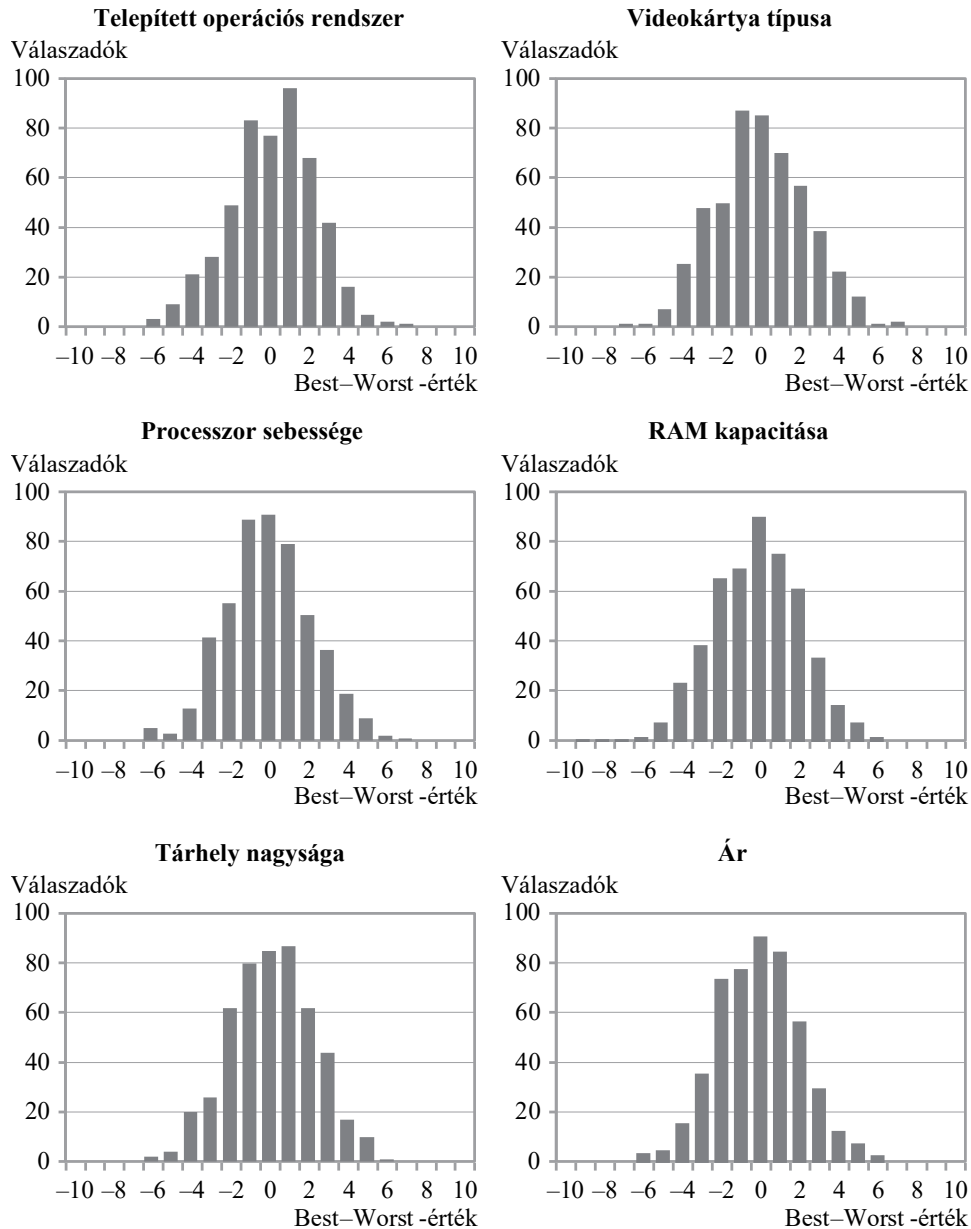 Telepített operációs rendszer
Válaszadók
100
80
60
40
20
0
–10 –8 –6 –4 –2 0 2 4 6 8 10
Best–Worst -érték
Videokártya típusa
Válaszadók
100
80
60
40
20
0
–10 –8 –6 –4 –2 0 2 4 6 8 10
Best–Worst -érték
Processzor sebessége
Válaszadók
100
80
60
40
20
0
–10 –8 –6 –4 –2 0 2 4 6 8 10
Best–Worst -érték
RAM kapacitása
Válaszadók
100
80
60
40
20
0
–10 –8 –6 –4 –2 0 2 4 6 8 10
Best–Worst -érték
Tárhely nagysága
Válaszadók
100
80
60
40
20
0
–10 –8 –6 –4 –2 0 2 4 6 8 10
Best–Worst -érték
Ár
Válaszadók
100
80
60
40
20
0
–10 –8 –6 –4 –2 0 2 4 6 8 10
Best–Worst -érték